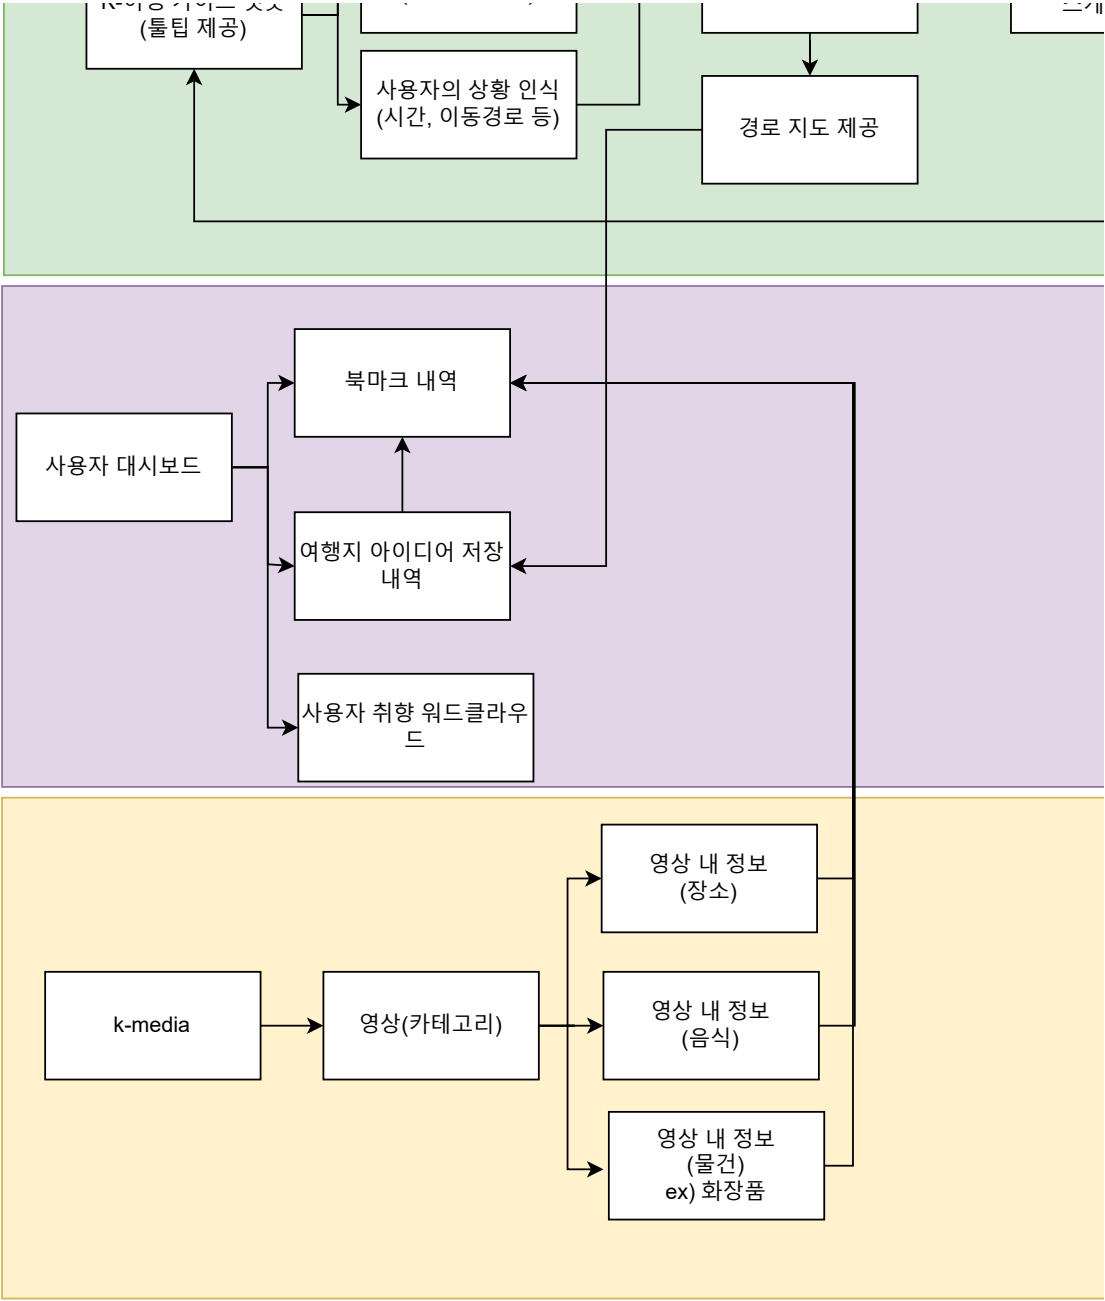 (툴팁 제공)
사용자의 상황 인식
(시간, 이동경로 등)
경로 지도 제공
북마크 내역
사용자 대시보드
여행지 아이디어 저장
내역
사용자 취향 워드클라우
드
영상 내 정보
(장소)
k-media
영상(카테고리)
영상 내 정보
(음식)
영상 내 정보
(물건)
ex) 화장품